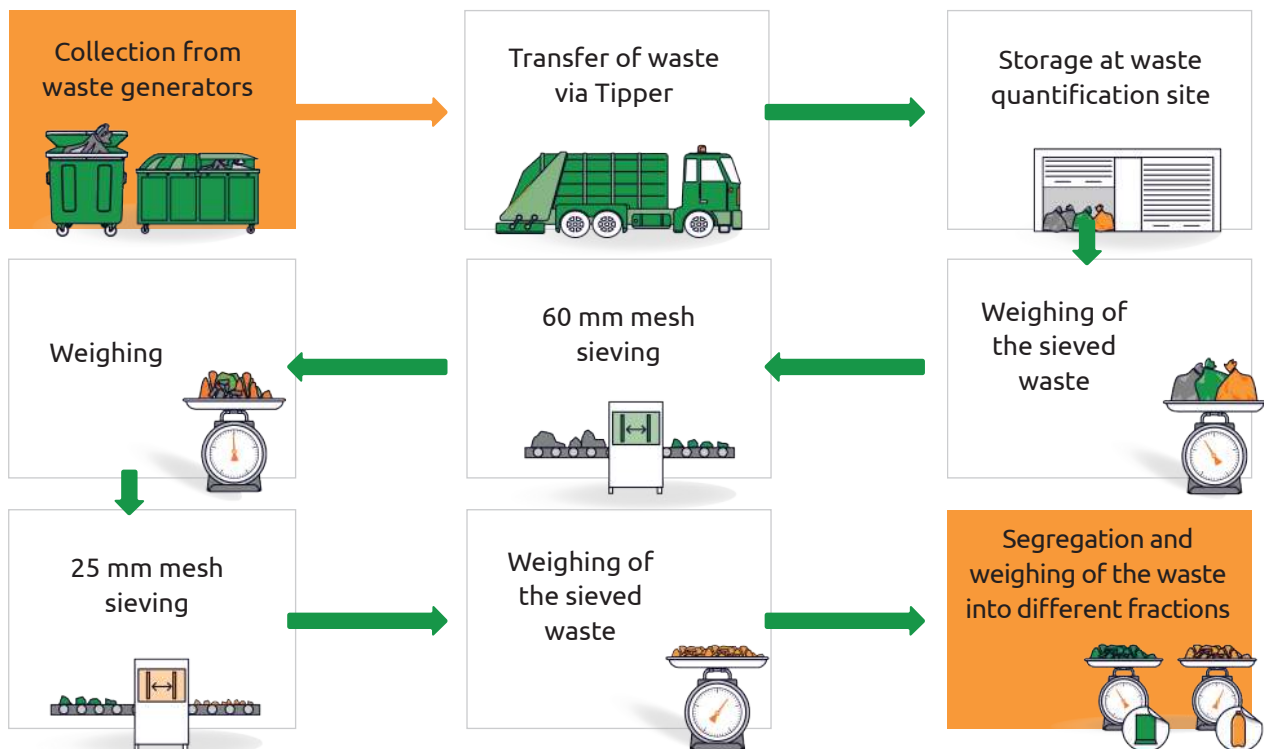 Collection from
waste generators
Transfer of waste
via Tipper
Storage at waste
quantification site
Weighing of
the sieved
waste
60 mm mesh
sieving
Weighing
25 mm mesh
sieving
Weighing of
the sieved
waste
Segregation and
weighing of the waste
into different fractions